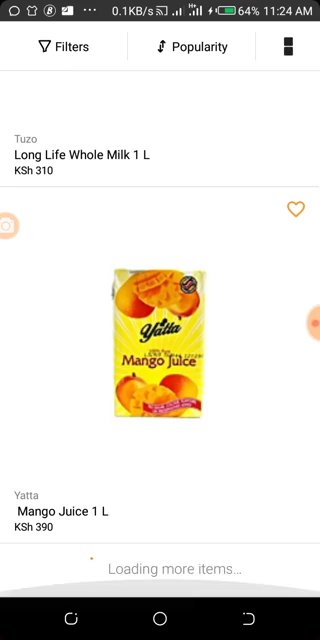 0.1KB/s 64% 11:24 AM
Filters Popularity
Tuzo
Long Life Whole Milk 1 L
KSh 310
Yatta
Mango Juice
Yatta
Mango Juice 1 L
KSh 390
Loading more items...